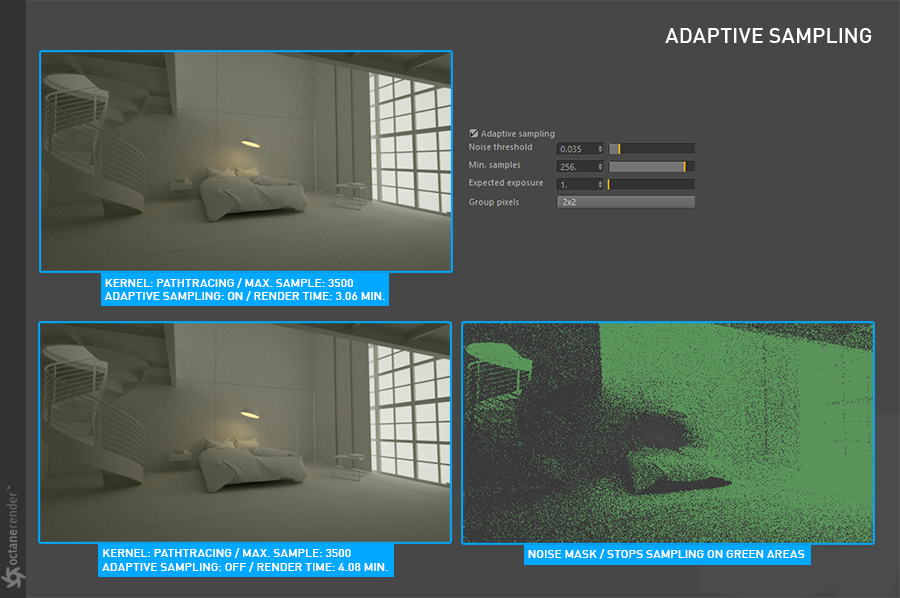 ADAPTIVE SAMPLING
Adaptive sampling
Noise threshold 0.035
Min. samples 256.
Expected exposure 1.
Group pixels 2x2
KERNEL: PATHTRACING / MAX. SAMPLE: 3500
ADAPTIVE SAMPLING: ON / RENDER TIME: 3.06 MIN.
KERNEL: PATHTRACING / MAX. SAMPLE: 3500
ADAPTIVE SAMPLING: OFF / RENDER TIME: 4.08 MIN.
NOISE MASK / STOPS SAMPLING ON GREEN AREAS
octanerender™